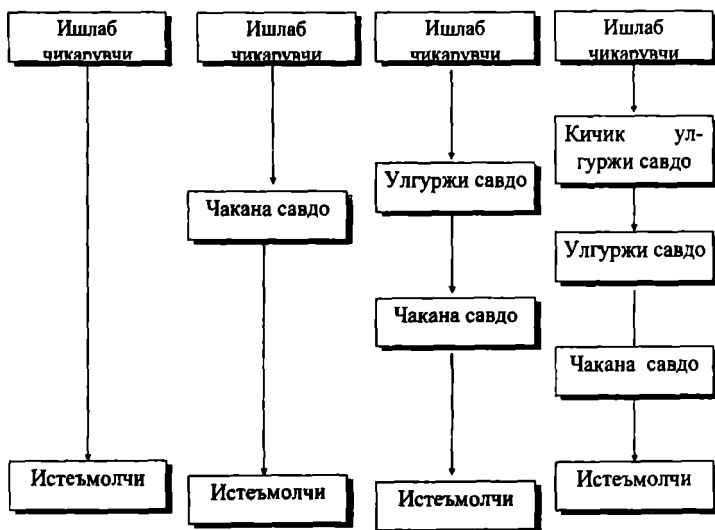 Ишлаб
чикарувчи
Ишлаб
чикарувчи
Ишлаб
чикарувчи
Ишлаб
чикарувчи
Кичик ул-
гуржи савдо
Улгуржи савдо
Чакана савдо
Улгуржи савдо
Чакана савдо
Чакана савдо
Истеъмолчи
Истеъмолчи
Истеъмолчи
Истеъмолчи